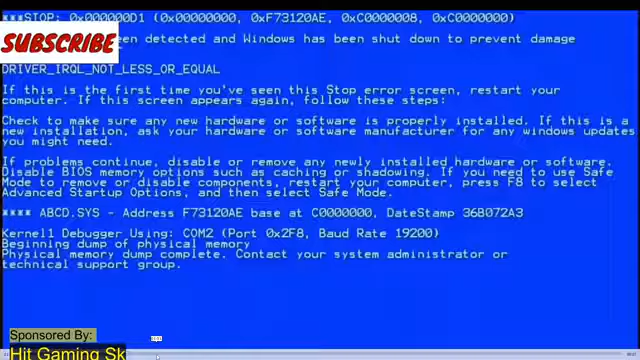 ***STOP: 0x000000D1 (0x00000000, 0xF73120AE, 0xC0000008, 0xC0000000)
SUBSCRIBE
been detected and Windows has been shut down to prevent damage
DRIVER_IRQL_NOT_LESS_OR_EQUAL
If this is the first time you've seen this Stop error screen, restart your
computer. If this screen appears again, follow these steps:
Check to make sure any new hardware or software is properly installed. If this is a
new installation, ask your hardware or software manufacturer for any windows updates
you might need.
If problems continue, disable or remove any newly installed hardware or software.
Disable BIOS memory options such as caching or shadowing. If you need to use Safe
Mode to remove or disable components, restart your computer, press F8 to select
Advanced Startup Options, and then select Safe Mode.
**** ABCD.SYS - Address F73120AE base at C0000000, DateStamp 36B072A3
Kernel1 Debugger Using: COM2 (Port 0x2F8, Baud Rate 19200)
Beginning dump of physical memory
Physical memory dump complete. Contact your system administrator or
technical support group.
Sponsored By:
Hit Gaming Sk